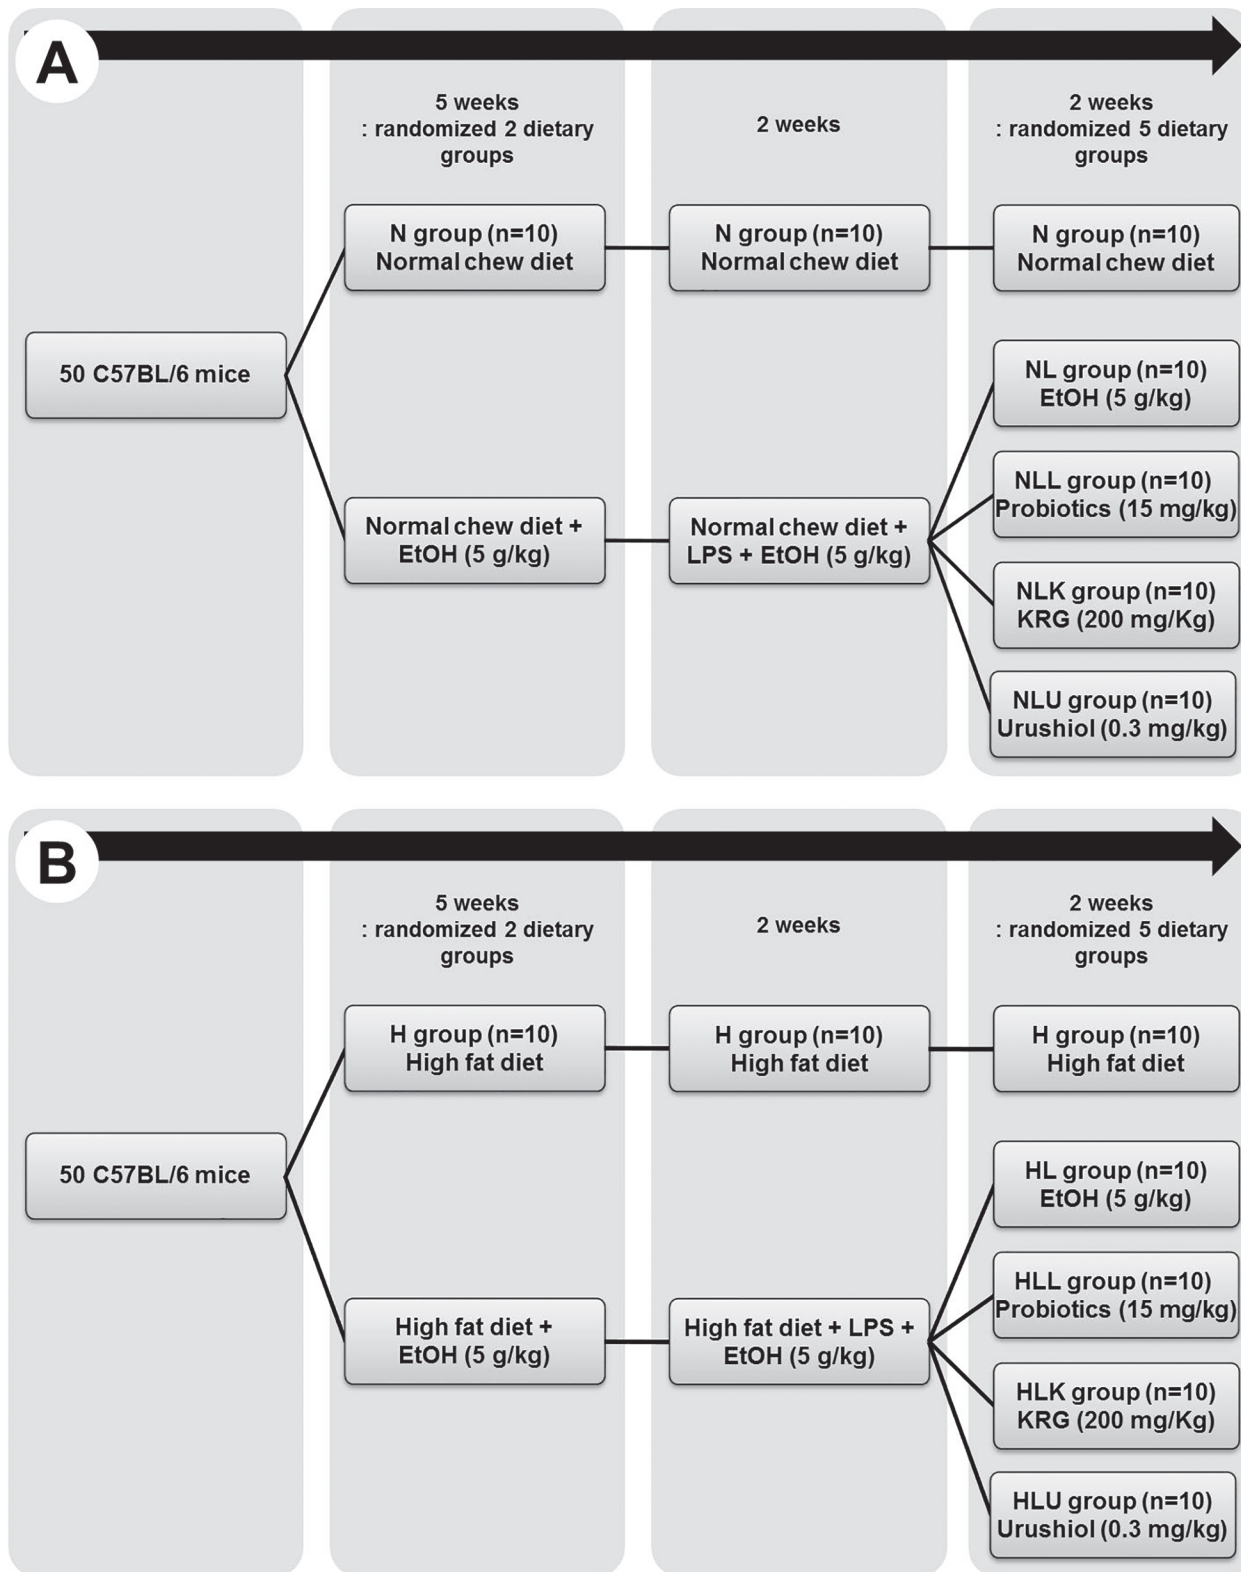 A
5 weeks
: randomized 2 dietary
groups
2 weeks
2 weeks
: randomized 5 dietary
groups
N group (n=10)
Normal chew diet
N group (n=10)
Normal chew diet
N group (n=10)
Normal chew diet
50 C57BL/6 mice
NL group (n=10)
EtOH (5 g/kg)
NLL group (n=10)
Probiotics (15 mg/kg)
Normal chew diet +
EtOH (5 g/kg)
Normal chew diet +
LPS + EtOH (5 g/kg)
NLK group (n=10)
KRG (200 mg/Kg)
NLU group (n=10)
Urushiol (0.3 mg/kg)
B
5 weeks
: randomized 2 dietary
groups
2 weeks
2 weeks
: randomized 5 dietary
groups
H group (n=10)
High fat diet
H group (n=10)
High fat diet
H group (n=10)
High fat diet
50 C57BL/6 mice
HL group (n=10)
EtOH (5 g/kg)
HLL group (n=10)
Probiotics (15 mg/kg)
High fat diet +
EtOH (5 g/kg)
High fat diet + LPS +
EtOH (5 g/kg)
HLK group (n=10)
KRG (200 mg/Kg)
HLU group (n=10)
Urushiol (0.3 mg/kg)